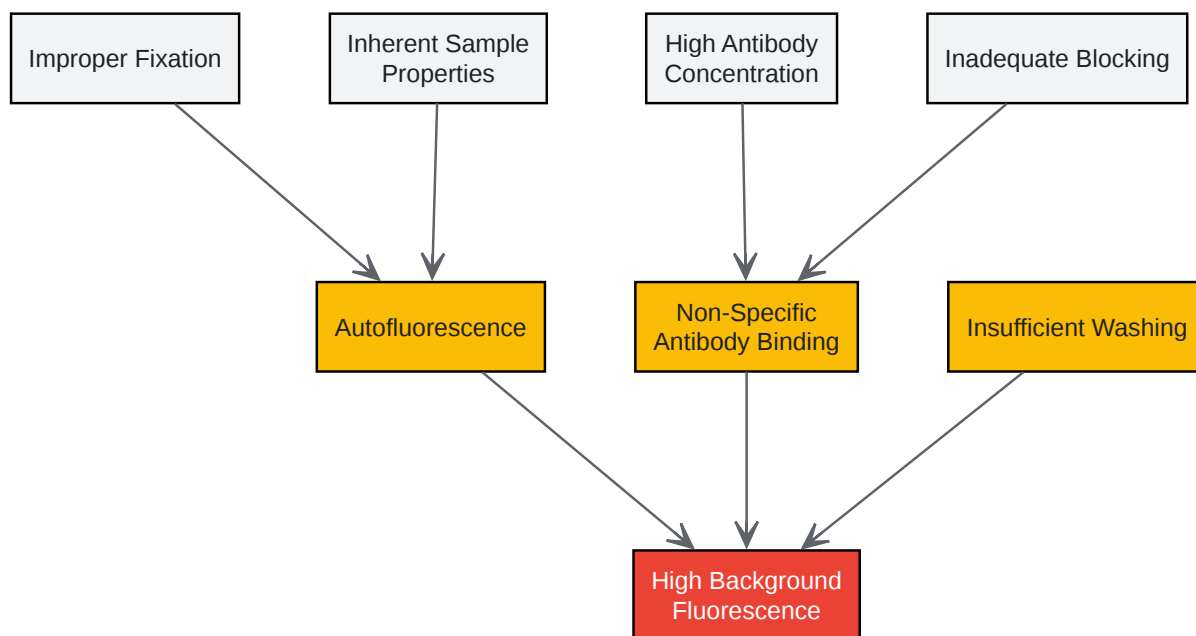 Improper Fixation
Inherent Sample
Properties
High Antibody
Concentration
Inadequate Blocking
Autofluorescence
Non-Specific
Antibody Binding
Insufficient Washing
High Background
Fluorescence